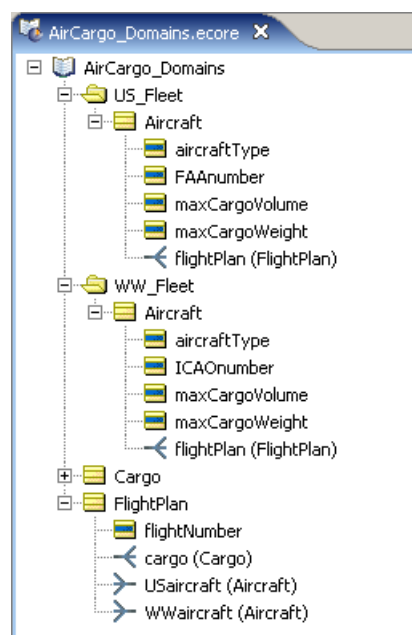 AirCargo_Domains.ecore
AirCargo_Domains
US_Fleet
Aircraft
aircraftType
FAAnumber
maxCargoVolume
maxCargoWeight
flightPlan (FlightPlan)
WW_Fleet
Aircraft
aircraftType
ICAOnumber
maxCargoVolume
maxCargoWeight
flightPlan (FlightPlan)
Cargo
FlightPlan
flightNumber
cargo (Cargo)
USaircraft (Aircraft)
WWaircraft (Aircraft)